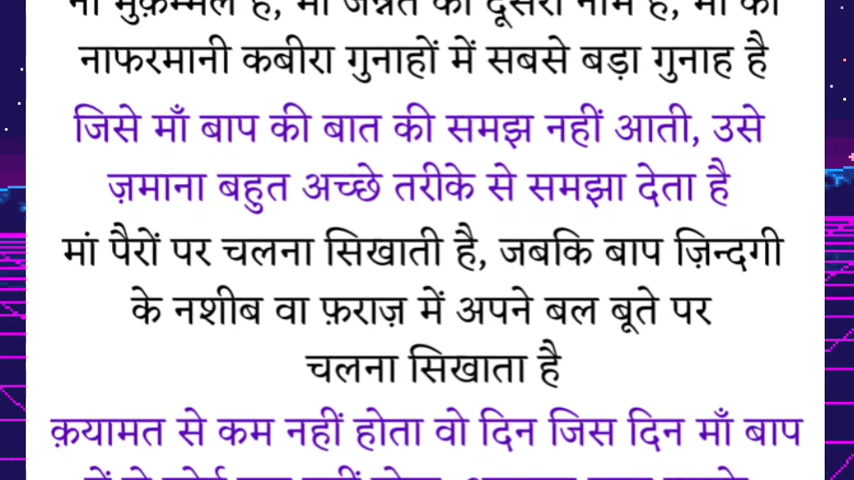 माँ जन्नत का दूसरा नाम है, माँ की
नाफरमानी कबीरा गुनाहों में सबसे बड़ा गुनाह है
जिसे माँ बाप की बात की समझ नहीं आती, उसे
ज़माना बहुत अच्छे तरीके से समझा देता है
मां पैरों पर चलना सिखाती है, जबकि बाप ज़िन्दगी
के नशीब वा फ़राज़ में अपने बल बूते पर
चलना सिखाता है
क़यामत से कम नहीं होता वो दिन जिस दिन माँ बाप